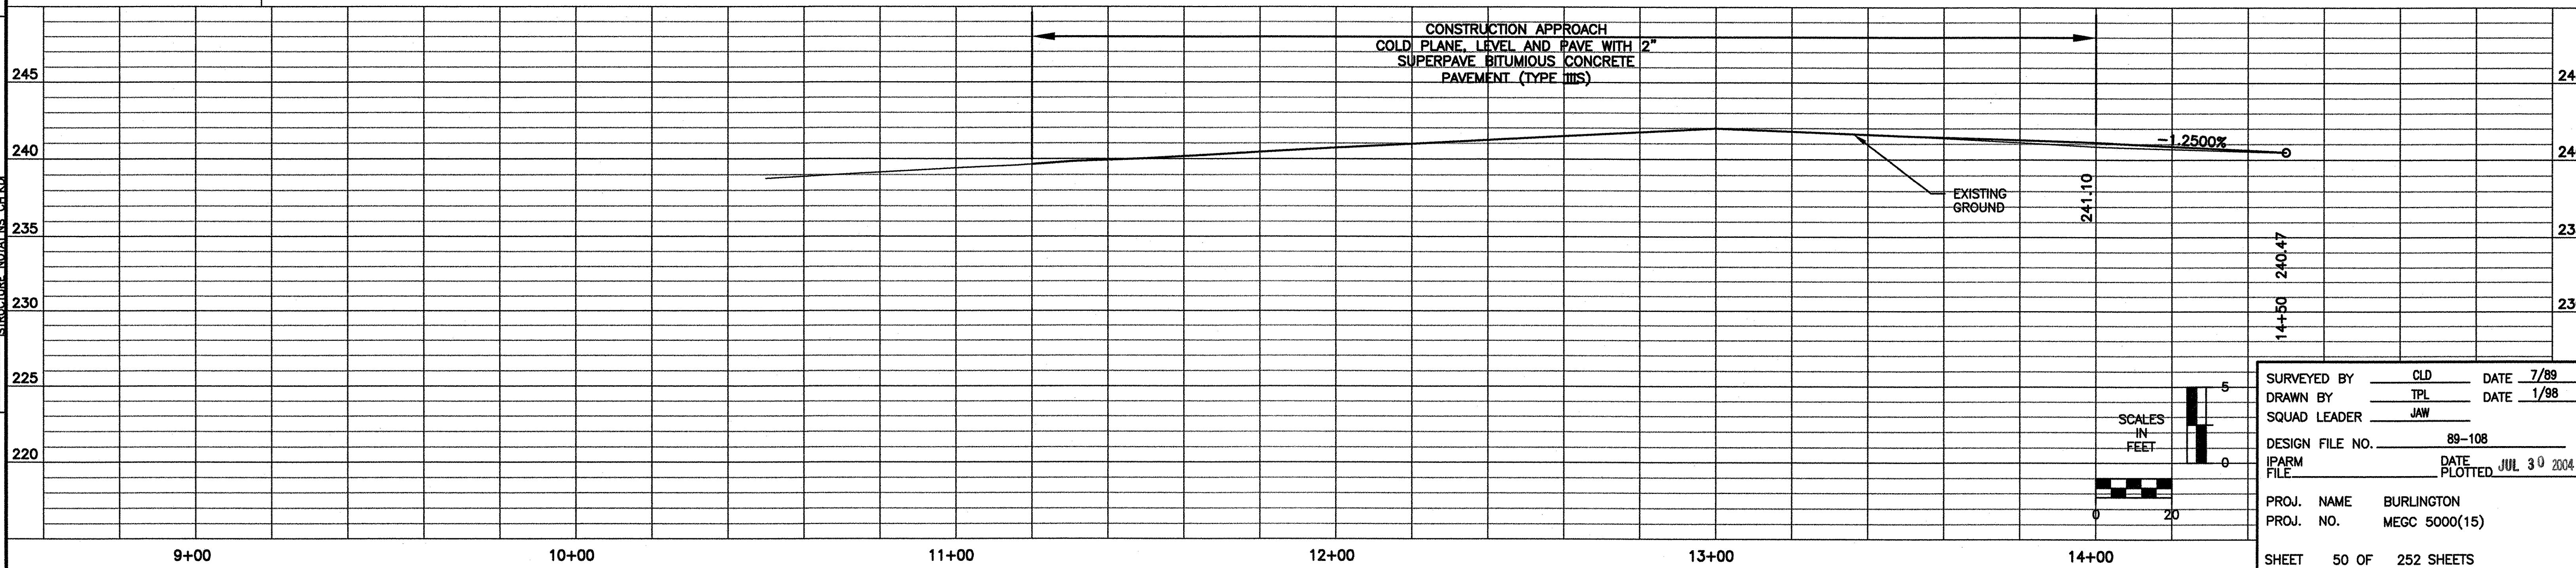 CONSTRUCTION APPROACH
COLD PLANE, LEVEL AND PAVE WITH 2"
SUPERPAVE BITUMIOUS CONCRETE
PAVEMENT (TYPE IIIS)
245
240
235
230
225
220
24
24
23
23
-1.2500%
EXISTING
GROUND
241.10
14+50 240.47
SCALES
IN
FEET
5
0
0 20
9+00 10+00 11+00 12+00 13+00 14+00
SURVEYED BY CLD DATE 7/89
DRAWN BY TPL DATE 1/98
SQUAD LEADER JAW
DESIGN FILE NO. 89-108
IPARM
FILE
DATE
PLOTTED JUL 30 2004
PROJ. NAME BURLINGTON
PROJ. NO. MEGC 5000(15)
SHEET 50 OF 252 SHEETS